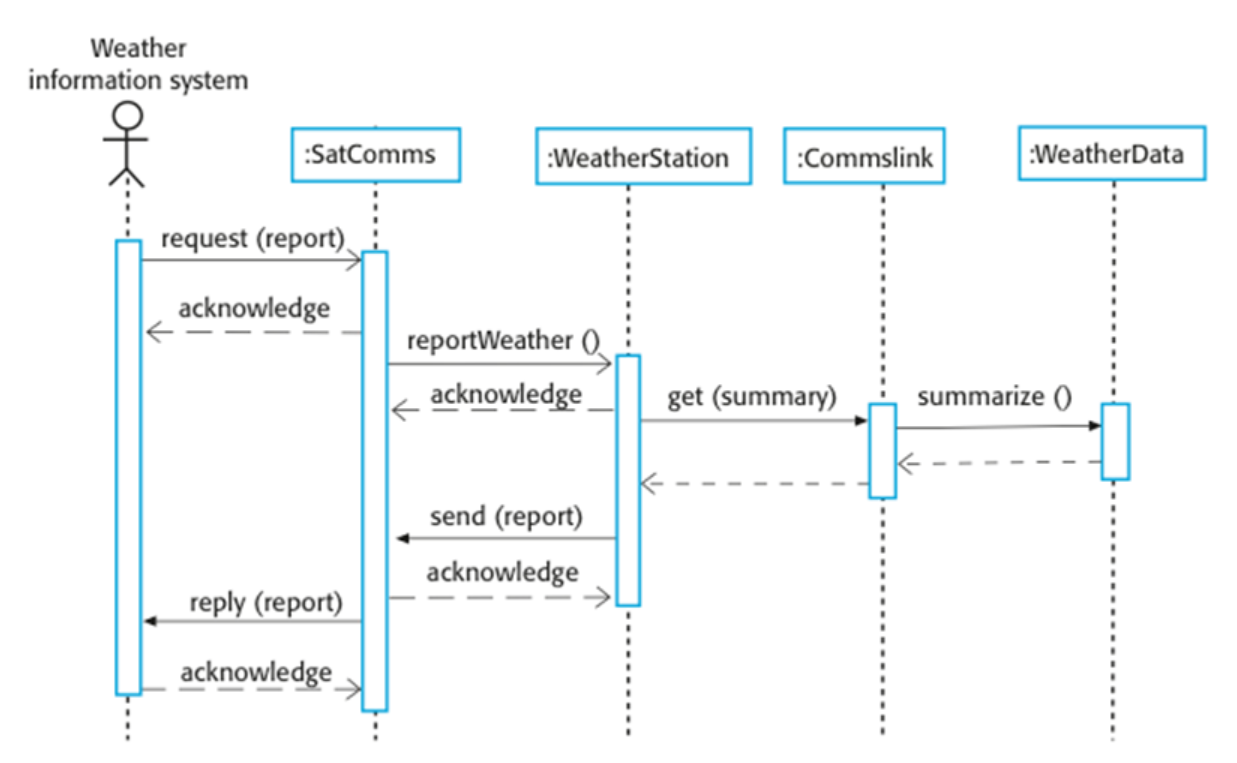 Weather
information system
:SatComms
:WeatherStation
:Commslink
:WeatherData
request (report)
acknowledge
reportWeather ()
acknowledge
get (summary)
summarize ()
send (report)
acknowledge
reply (report)
acknowledge